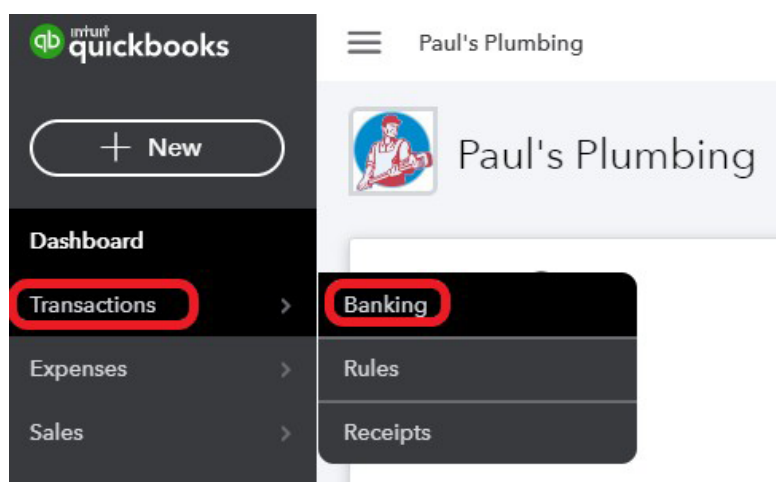 intuit
quickbooks
Paul's Plumbing
+ New
Paul's Plumbing
Dashboard
Transactions >
Banking
Expenses >
Rules
Sales >
Receipts